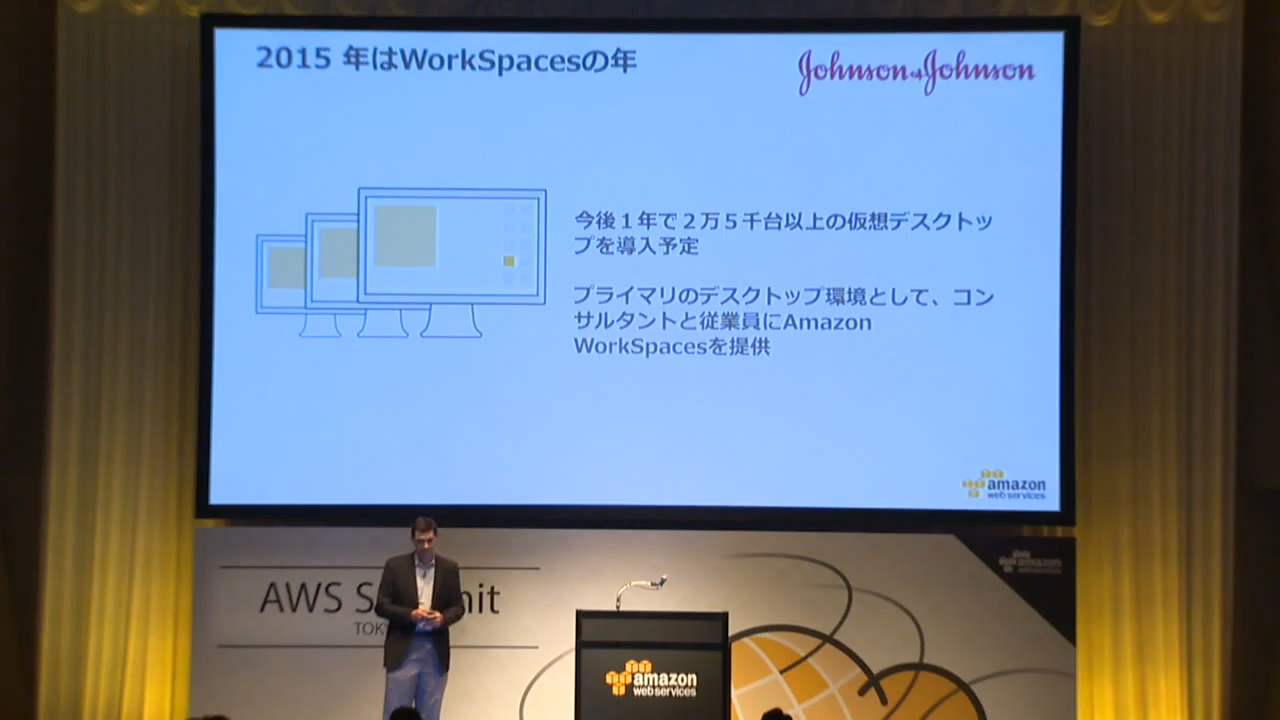 2015 年はWorkSpacesの年
Johnson&Johnson
今後１年で２万５千台以上の仮想デスクトッ
プを導入予定
プライマリのデスクトップ環境として、コン
サルタントと従業員にAmazon
WorkSpacesを提供
amazon
web services
AWS S
it
TOK
amazon
web services